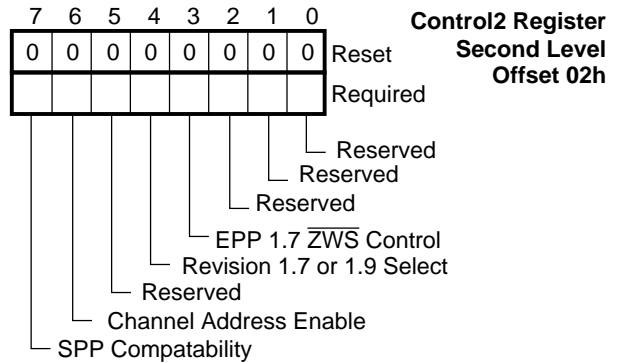 7 6 5 4 3 2 1 0
Control2 Register
Second Level
Offset 02h
0 0 0 0 0 0 0 0 Reset
Required
Reserved
Reserved
Reserved
EPP 1.7 ZWS Control
Revision 1.7 or 1.9 Select
Reserved
Channel Address Enable
SPP Compatability